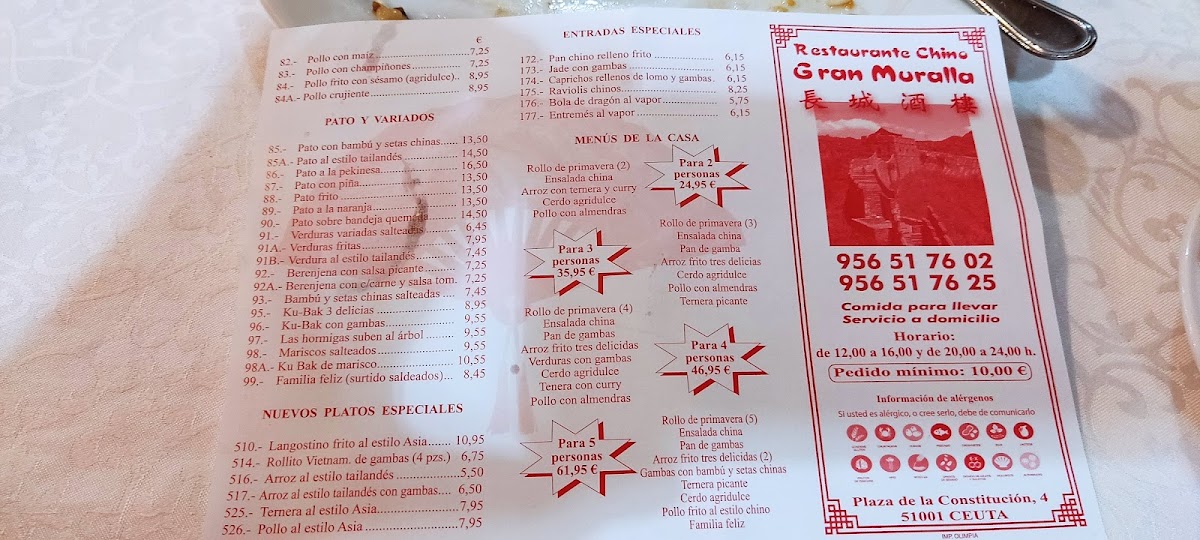 €
82.- Pollo con maíz 7,25
83.- Pollo con champiñones 7,25
84.- Pollo frito con sésamo (agridulce).. 8,95
84A.- Pollo crujiente 8,95
PATO Y VARIADOS
85.- Pato con bambú y setas chinas 13,50
85A.- Pato al estilo tailandés 14,50
86.- Pato a la pekinesa 16,50
87.- Pato con piña 13,50
88.- Pato frito 13,50
89.- Pato a la naranja 13,50
90.- Pato sobre bandeja quemada 14,50
91.- Verduras variadas salteadas 6,45
91A.- Verduras fritas 7,95
91B.- Verdura al estilo tailandés 7,45
92.- Berenjena con salsa picante 7,25
92A.- Berenjena con c/carne y salsa tom. 7,25
93.- Bambú y setas chinas salteadas 7,45
95.- Ku-Bak 3 delicias 8,95
96.- Ku-Bak con gambas 9,55
97.- Las hormigas suben al árbol 9,55
98.- Mariscos salteados 9,55
98A.- Ku Bak de marisco 10,55
99.- Familia feliz (surtido saldeados)... 8,45
NUEVOS PLATOS ESPECIALES
510.- Langostino frito al estilo Asia 10,95
514.- Rollito Vietnam. de gambas (4 pzs.) 6,75
516.- Arroz al estilo tailandés 5,50
517.- Arroz al estilo tailandés con gambas.... 6,50
525.- Ternera al estilo Asia 7,95
526.- Pollo al estilo Asia 7,95
ENTRADAS ESPECIALES
172.- Pan chino relleno frito 6,15
173.- Jade con gambas 6,15
174.- Caprichos rellenos de lomo y gambas. 6,15
175.- Raviolis chinos 8,25
176.- Bola de dragón al vapor 5,75
177.- Entremés al vapor 6,15
MENÚS DE LA CASA
Rollo de primavera (2)
Ensalada china
Arroz con ternera y curry
Cerdo agridulce
Pollo con almendras
Para 2
personas
24,95 €
Para 3
personas
35,95 €
Rollo de primavera (3)
Ensalada china
Pan de gamba
Arroz frito tres delicias
Cerdo agridulce
Pollo con almendras
Ternera picante
Rollo de primavera (4)
Ensalada china
Pan de gambas
Arroz frito tres delicidas
Verduras con gambas
Cerdo agridulce
Tenera con curry
Pollo con almendras
Para 4
personas
46,95 €
Para 5
personas
61,95 €
Rollo de primavera (5)
Ensalada china
Pan de gambas
Arroz frito tres delicidas (2)
Gambas con bambú y setas chinas
Ternera picante
Cerdo agridulce
Pollo frito al estilo chino
Familia feliz
Restaurante Chino
Gran Muralla
長城酒樓
956 51 76 02
956 51 76 25
Comida para llevar
Servicio a domicilio
Horario:
de 12,00 a 16,00 y de 20,00 a 24,00 h.
Pedido mínimo: 10,00 €
Información de alérgenos
Si usted es alérgico, o cree serlo, debe de comunicarlo
Plaza de la Constitución, 4
51001 CEUTA
IMP. OLIMPIA